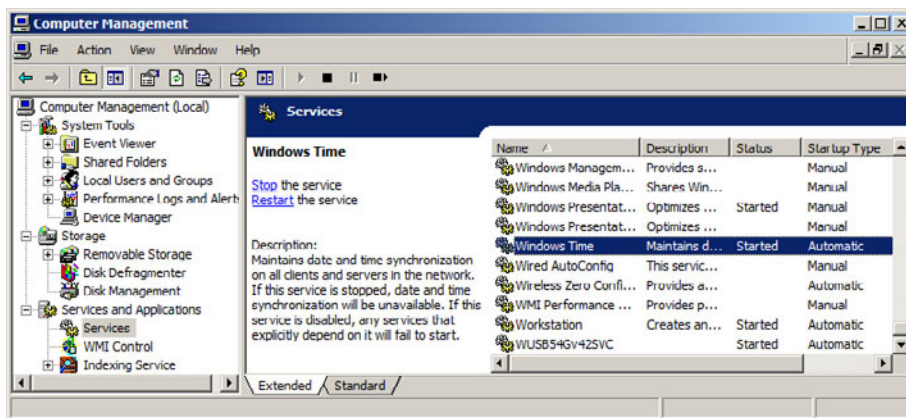 Computer Management
File Action View Window Help
Computer Management (Local)
System Tools
Event Viewer
Shared Folders
Local Users and Groups
Performance Logs and Alerts
Device Manager
Storage
Removable Storage
Disk Defragmenter
Disk Management
Services and Applications
Services
WMI Control
Indexing Service
Services
Windows Time
Stop the service
Restart the service
Description:
Maintains date and time synchronization
on all clients and servers in the network.
If this service is stopped, date and time
synchronization will be unavailable. If this
service is disabled, any services that
explicitly depend on it will fail to start.
Name Description Status Startup Type
Windows Managem... Provides s... Manual
Windows Media Pla... Shares Win... Manual
Windows Presentat... Optimizes ... Started Manual
Windows Presentat... Optimizes ... Manual
Windows Time Maintains d... Started Automatic
Wired AutoConfig This servic... Manual
Wireless Zero Confi... Provides a... Automatic
WMI Performance ... Provides p... Manual
Workstation Creates an... Started Automatic
WUSB54Gv42SVC Started Automatic
Extended Standard